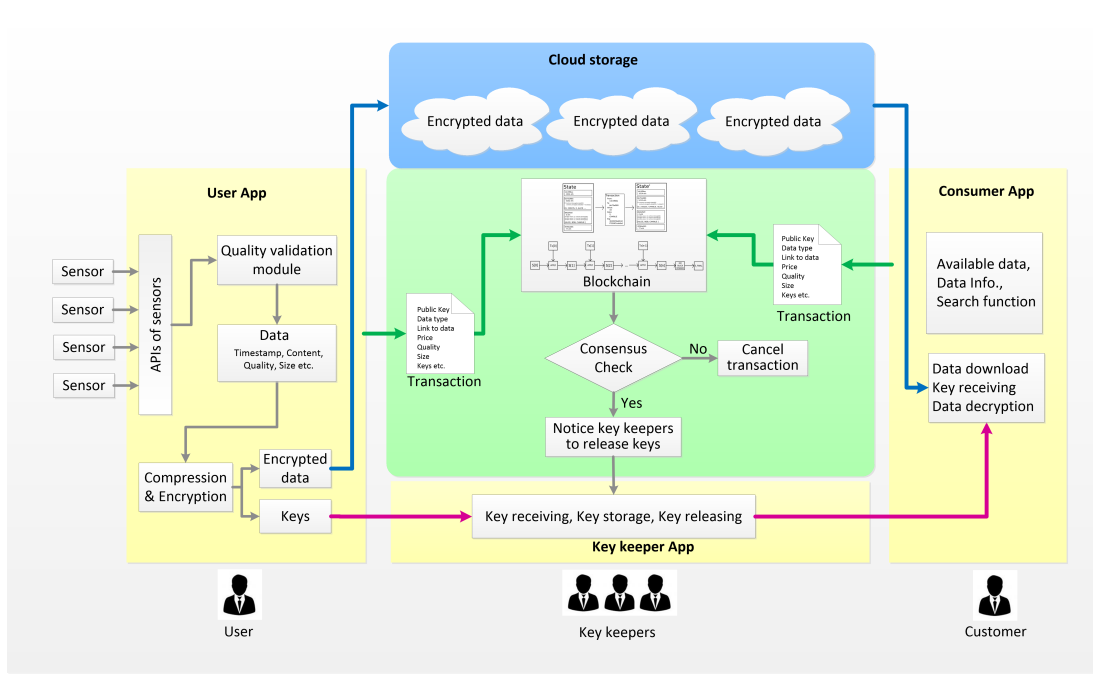 Cloud storage
Encrypted data
Encrypted data
Encrypted data
User App
Sensor
Sensor
Sensor
Sensor
APIs of sensors
Quality validation
module
Data
Timestamp, Content,
Quality, Size etc.
Compression
& Encryption
Encrypted
data
Keys
Public Key
Data type
Link to data
Price
Quality
Size
Keys etc.
Transaction
State
State'
Blockchain
Consensus
Check
No
Cancel
transaction
Yes
Notice key keepers
to release keys
Public Key
Data type
Link to data
Price
Quality
Size
Keys etc.
Transaction
Key receiving, Key storage, Key releasing
Key keeper App
Consumer App
Available data,
Data Info.,
Search function
Data download
Key receiving
Data decryption
User
Key keepers
Customer